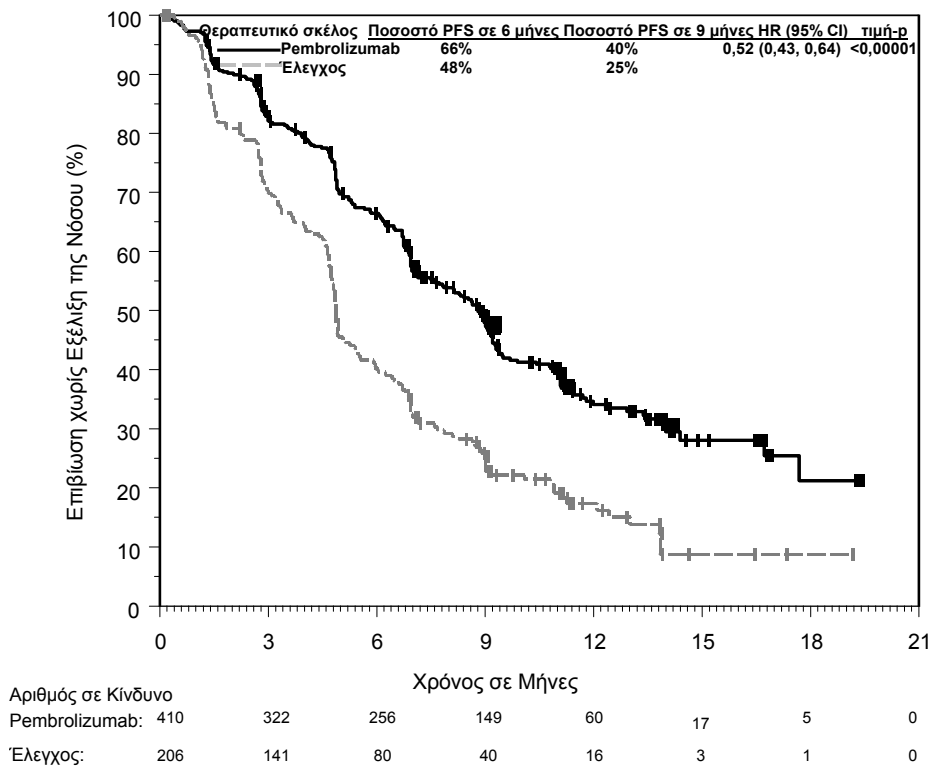 Θεραπευτικό σκέλος Ποσοστό PFS σε 6 μήνες Ποσοστό PFS σε 9 μήνες HR (95% CI) τιμή-p
Pembrolizumab 66% 40% 0,52 (0,43, 0,64) <0,00001
Έλεγχος 48% 25%
Επιβίωση χωρίς Εξέλιξη της Νόσου (%)
100
90
80
70
60
50
40
30
20
10
0
0 3 6 9 12 15 18 21
Χρόνος σε Μήνες
Αριθμός σε Κίνδυνο
Pembrolizumab: 410 322 256 149 60 17 5 0
Έλεγχος: 206 141 80 40 16 3 1 0